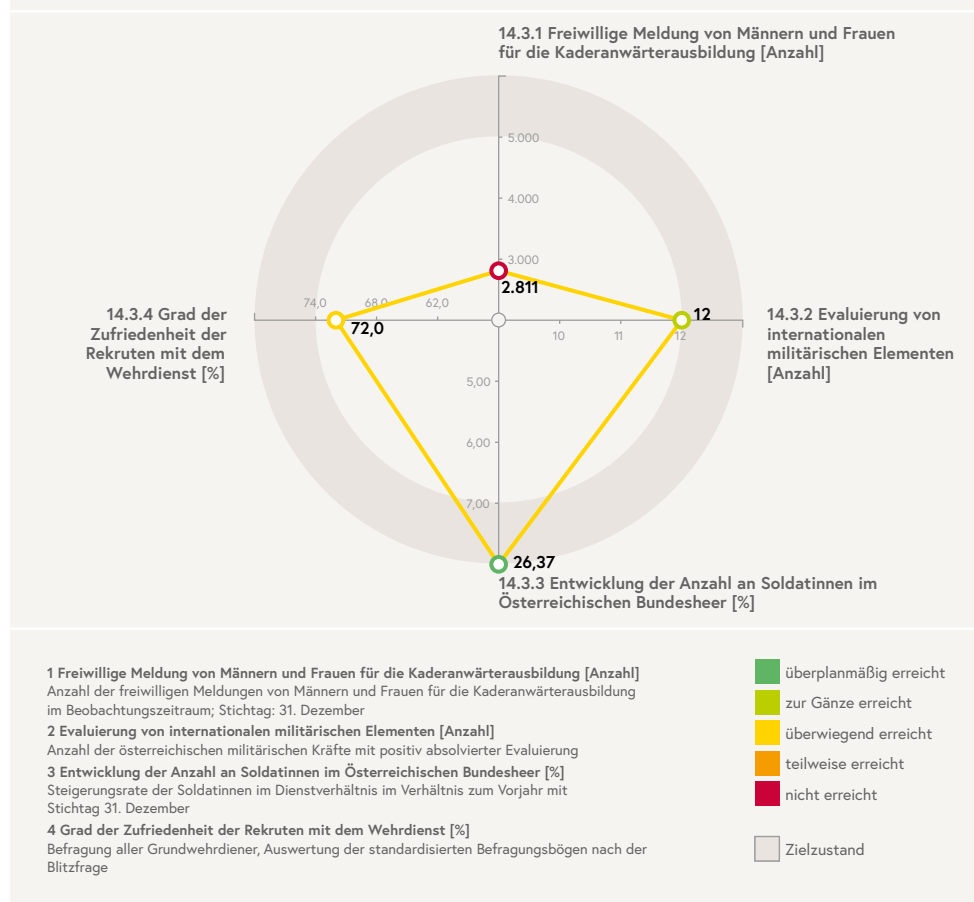 14.3.1 Freiwillige Meldung von Männern und Frauen
für die Kaderanwärterausbildung [Anzahl]
5.000
4.000
3.000
2.811
74,0
68,0
62,0
72,0
14.3.4 Grad der
Zufriedenheit der
Rekruten mit dem
Wehrdienst [%]
12
10
11
12
14.3.2 Evaluierung von
internationalen
militärischen Elementen
[Anzahl]
5,00
6,00
7,00
26,37
14.3.3 Entwicklung der Anzahl an Soldatinnen im
Österreichischen Bundesheer [%]
1 Freiwillige Meldung von Männern und Frauen für die Kaderanwärterausbildung [Anzahl]
Anzahl der freiwilligen Meldungen von Männern und Frauen für die Kaderanwärterausbildung
im Beobachtungszeitraum; Stichtag: 31. Dezember
2 Evaluierung von internationalen militärischen Elementen [Anzahl]
Anzahl der österreichischen militärischen Kräfte mit positiv absolvierter Evaluierung
3 Entwicklung der Anzahl an Soldatinnen im Österreichischen Bundesheer [%]
Steigerungsrate der Soldatinnen im Dienstverhältnis im Verhältnis zum Vorjahr mit
Stichtag 31. Dezember
4 Grad der Zufriedenheit der Rekruten mit dem Wehrdienst [%]
Befragung aller Grundwehrdiener, Auswertung der standardisierten Befragungsbögen nach der
Blitzfrage
überplanmäßig erreicht
zur Gänze erreicht
überwiegend erreicht
teilweise erreicht
nicht erreicht
Zielzustand